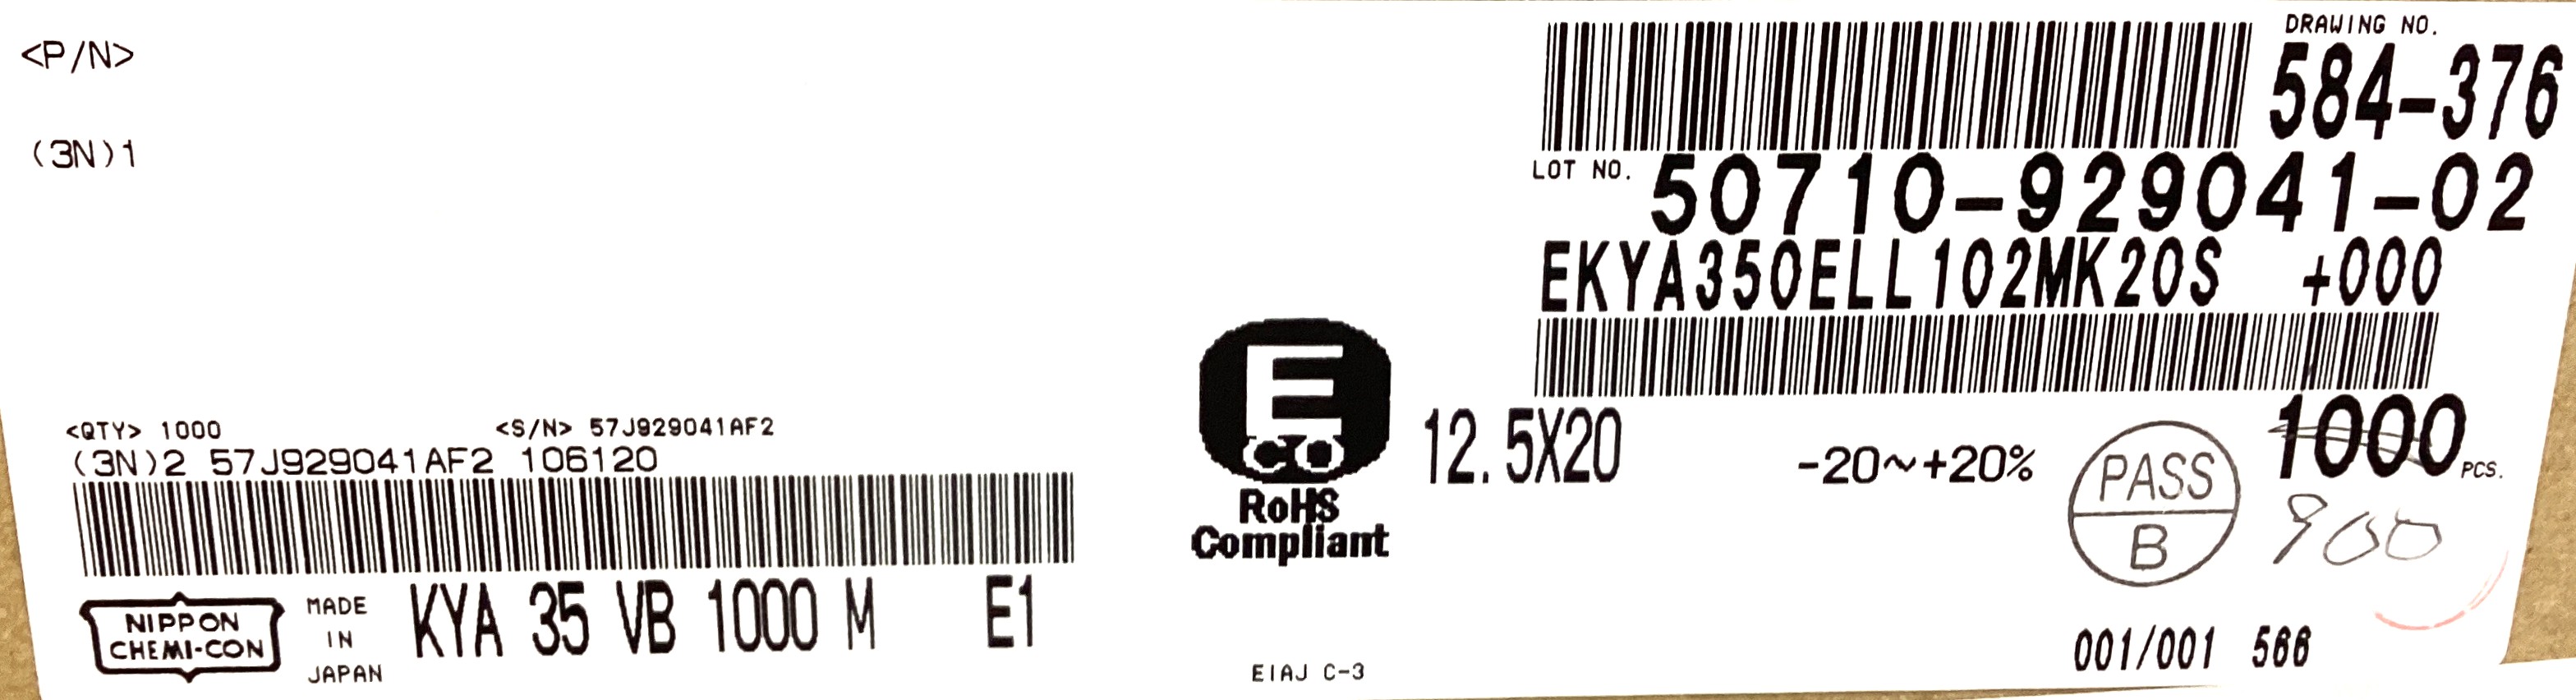 <P/N>
(3N)1
DRAWING NO.
584-376
LOT NO. 50710-929041-02
EKYA350ELL102MK20S +000
<QTY> 1000 <S/N> 57J929041AF2
(3N)2 57J929041AF2 106120
E
CO
RoHS
Compliant
12.5X20 -20~+20%
PASS
B
1000 PCS.
900
NIPPON
CHEMI-CON
MADE
IN
JAPAN
KYA 35 VB 1000 M E1
EIAJ C-3
001/001 566